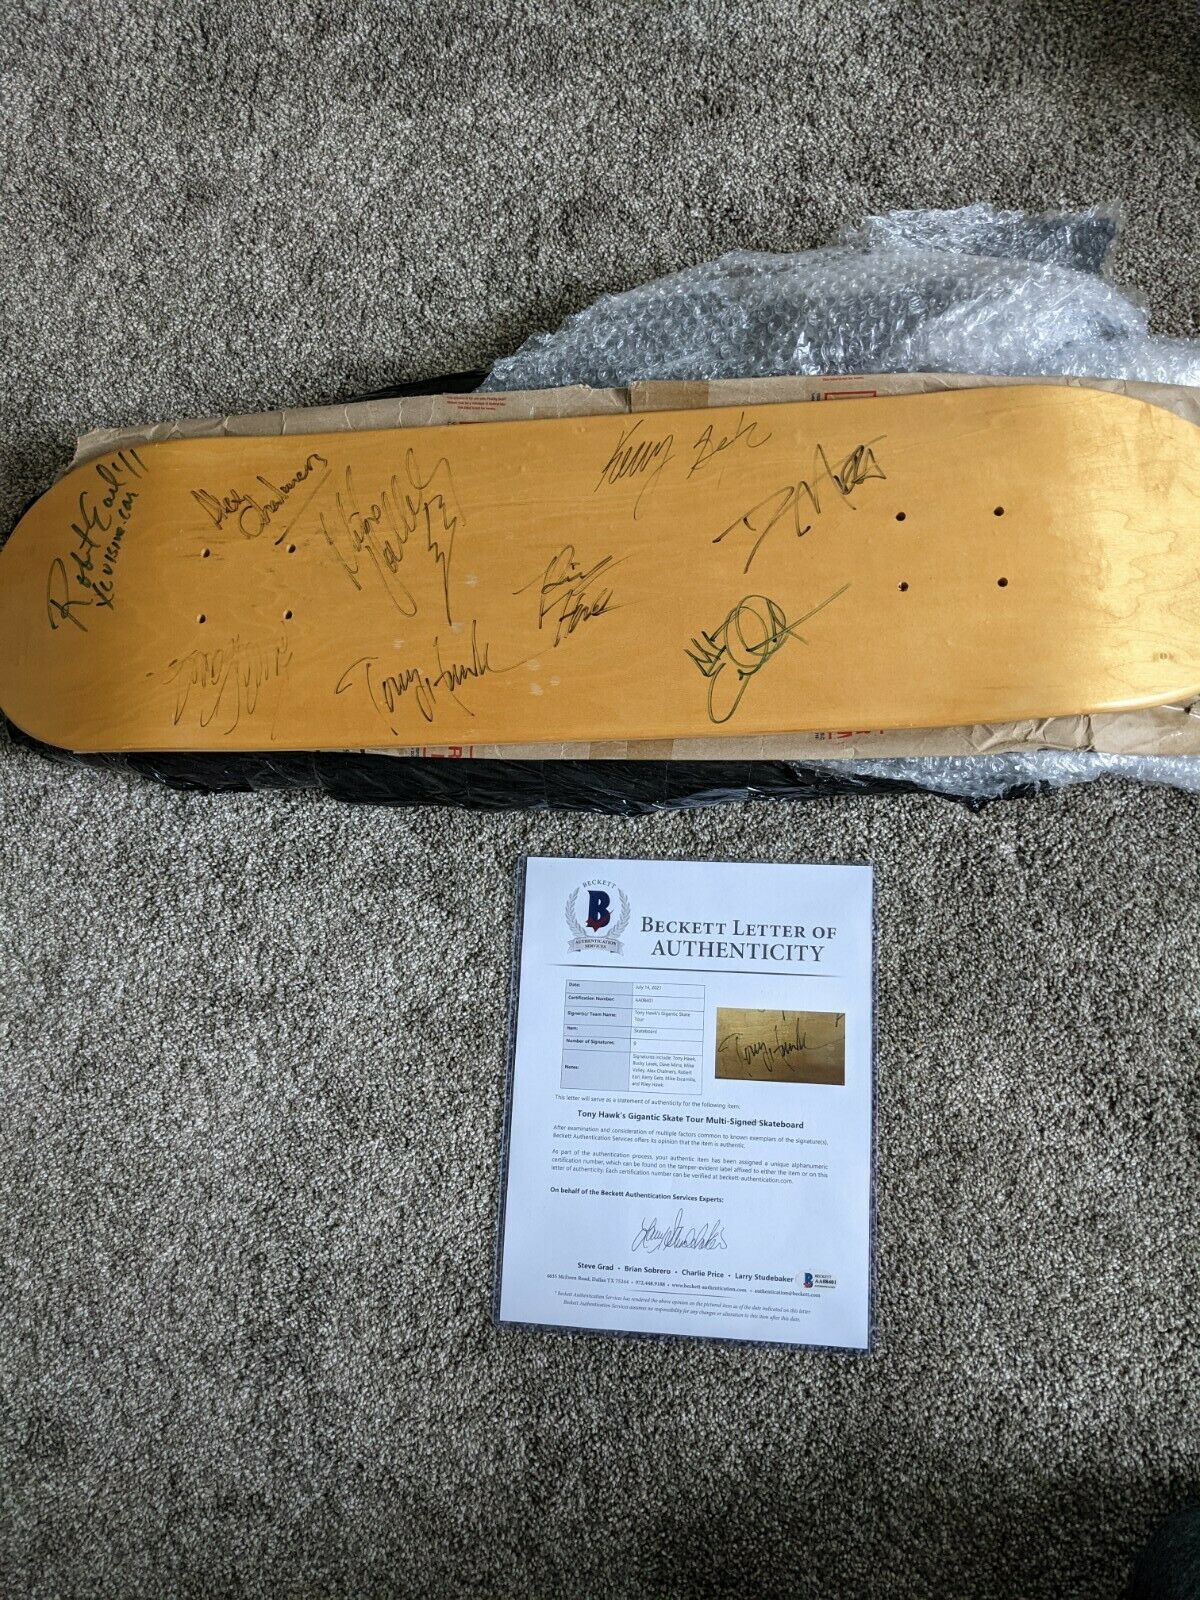 Robert Earl!!!
Alex Chalmers
Kerry Getz
Riley
Hawk
Tony Hawk
BECKETT
B
AUTHENTICATION
SERVICES
BECKETT LETTER OF
AUTHENTICITY
Date: July 14, 2021
Certification Number: AA08401
Signer(s)/ Team Name: Tony Hawk's Gigantic Skate
Tour
Item: Skateboard
Number of Signatures: 9
Notes: Signatures include: Tony Hawk,
Bucky Lasek, Dave Mirra, Mike
Vallely, Alex Chalmers, Robert
Earl, Kerry Getz, Mike Escamilla,
and Riley Hawk
Tony Hawk
This letter will serve as a statement of authenticity for the following item:
Tony Hawk's Gigantic Skate Tour Multi-Signed Skateboard
After examination and consideration of multiple factors common to known exemplars of the signature(s),
Beckett Authentication Services offers its opinion that the item is authentic.
As part of the authentication process, your authentic item has been assigned a unique alphanumeric
certification number, which can be found on the tamper-evident label affixed to either the item or on this
letter of authenticity. Each certification number can be verified at beckett-authentication.com.
On behalf of the Beckett Authentication Services Experts:
Steve Grad • Brian Sobrero • Charlie Price • Larry Studebaker
BECKETT
AA08401
4635 McEwen Road, Dallas TX 75244 • 972.448.9188 • www.beckett-authentication.com • authentication@beckett.com
* Beckett Authentication Services has rendered the above opinion on the pictured item as of the date indicated on this letter
Beckett Authentication Services assumes no responsibility for any changes or alteration to this item after this date.